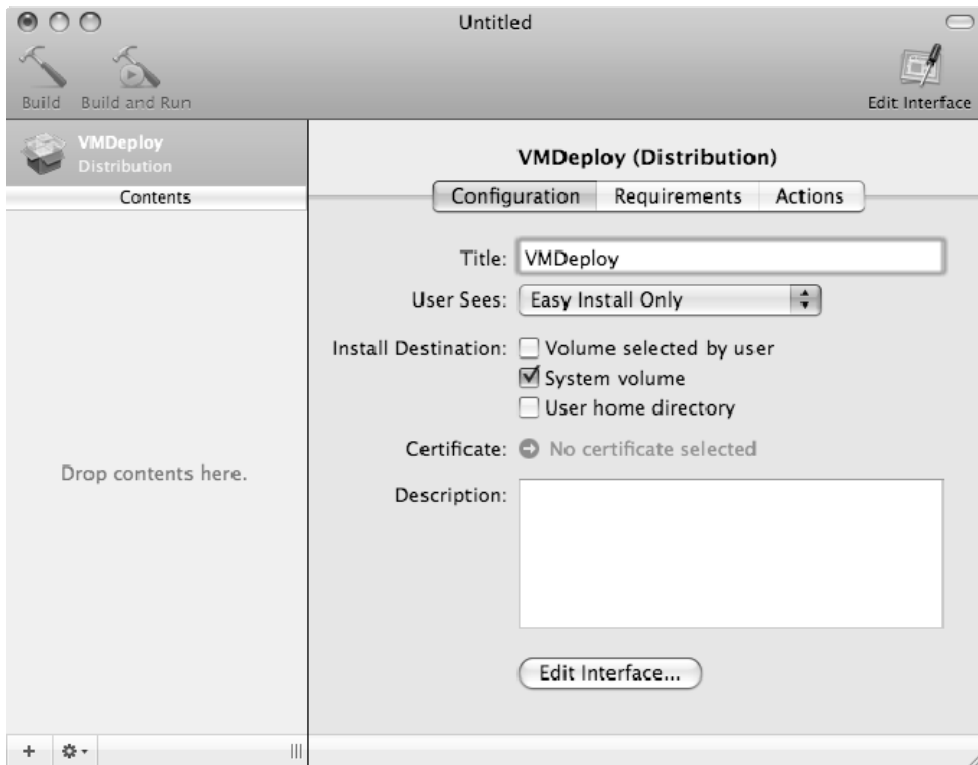 Untitled
Build
Build and Run
Edit Interface
VMDeploy
Distribution
Contents
Drop contents here.
VMDeploy (Distribution)
Configuration Requirements Actions
Title: VMDeploy
User Sees: Easy Install Only
Install Destination: Volume selected by user
System volume
User home directory
Certificate: No certificate selected
Description:
Edit Interface...